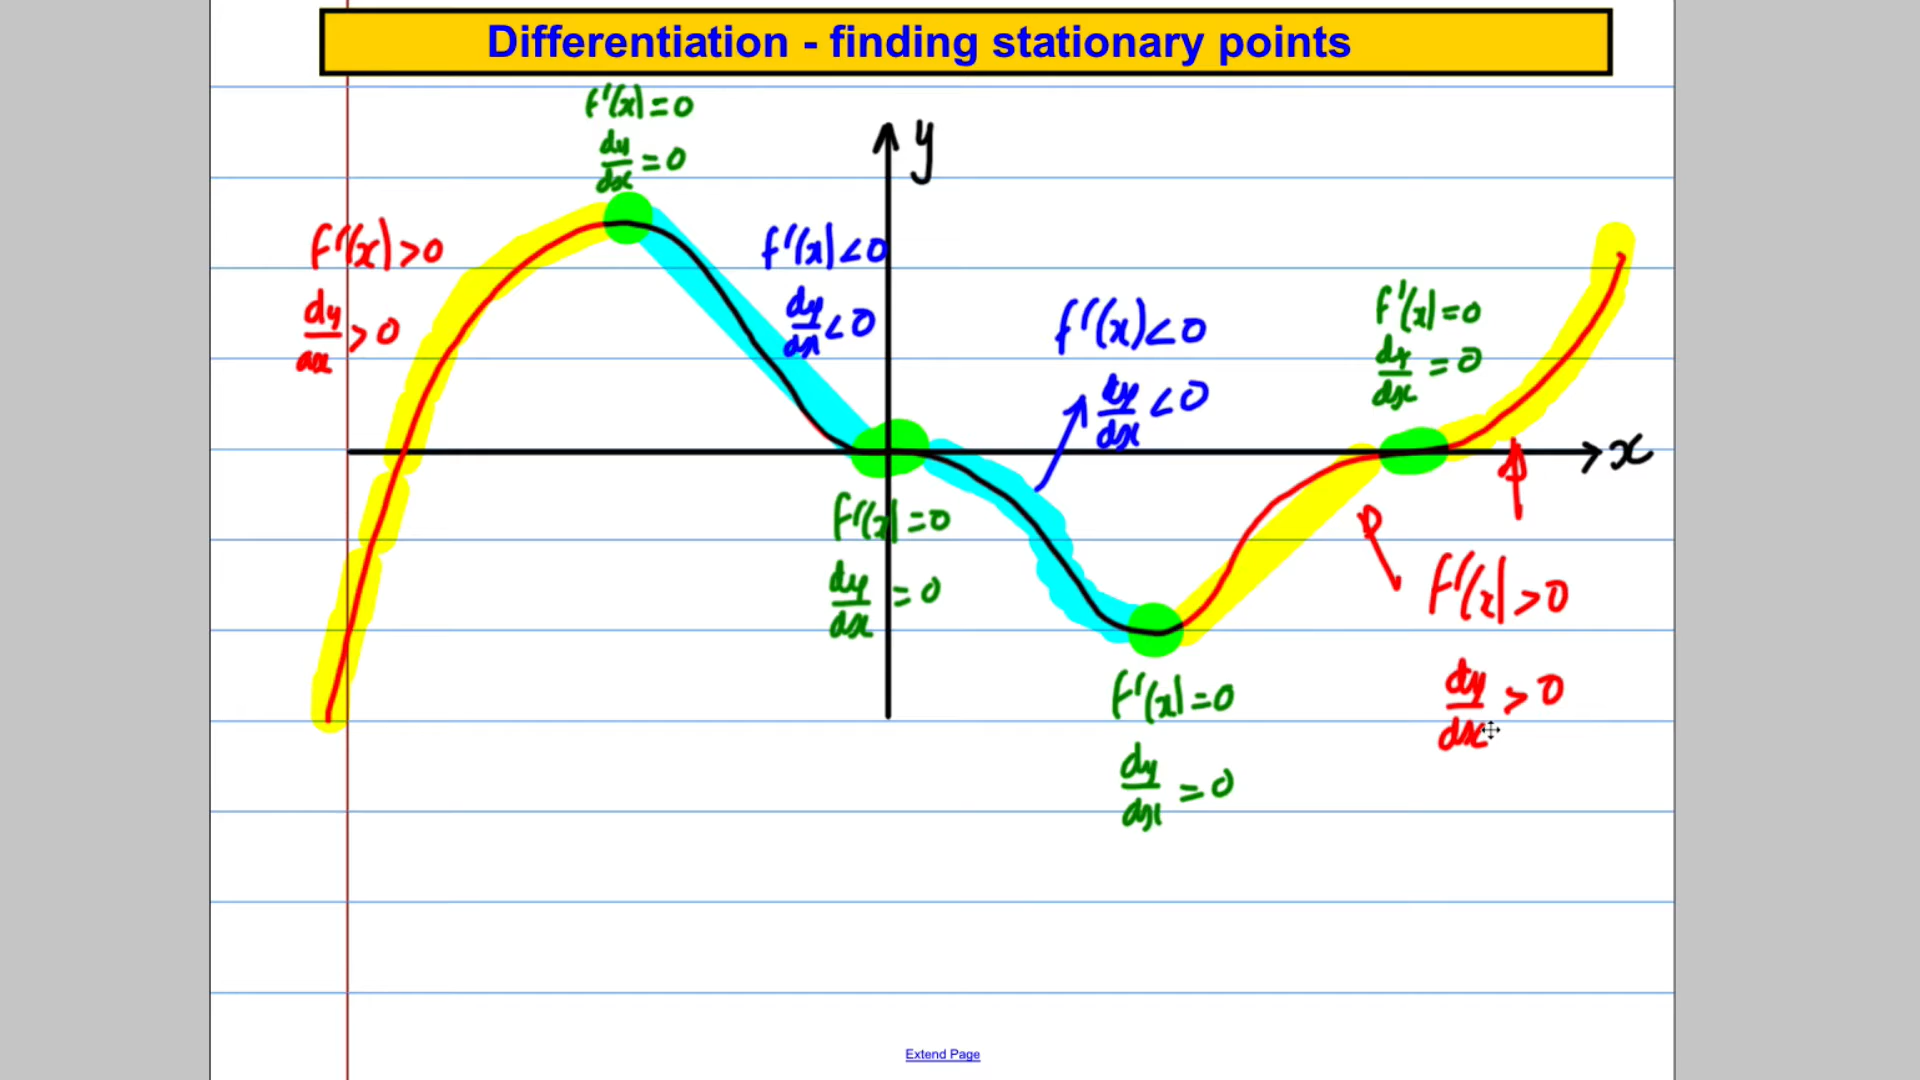 Differentiation - finding stationary points
f'(x)=0
dy/dx =0
y
f'(x)>0
dy/dx >0
f'(x)<0
dy/dx <0
f'(x)<0
dy/dx <0
f'(x)=0
dy/dx =0
x
f'(x)=0
dy/dx =0
f'(x)>0
dy/dx >0
f'(x)=0
dy/dx =0
Extend Page